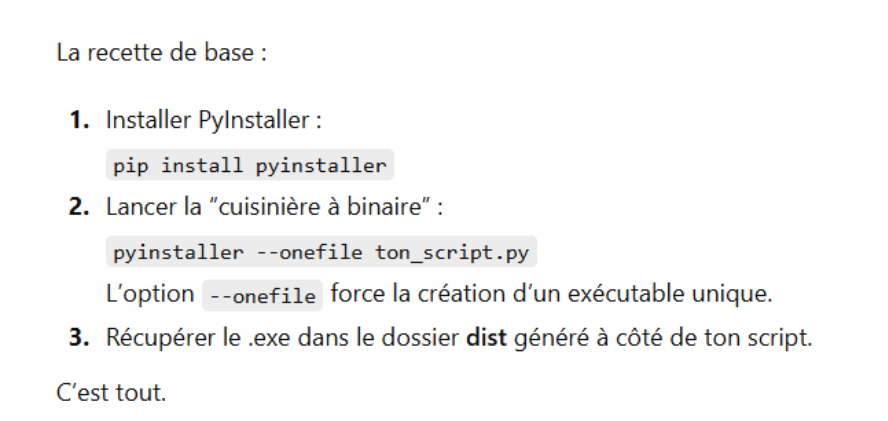 La recette de base :
1. Installer PyInstaller :
pip install pyinstaller
2. Lancer la “cuisinière à binaire” :
pyinstaller --onefile ton_script.py
L’option --onefile force la création d’un exécutable unique.
3. Récupérer le .exe dans le dossier dist généré à côté de ton script.
C’est tout.